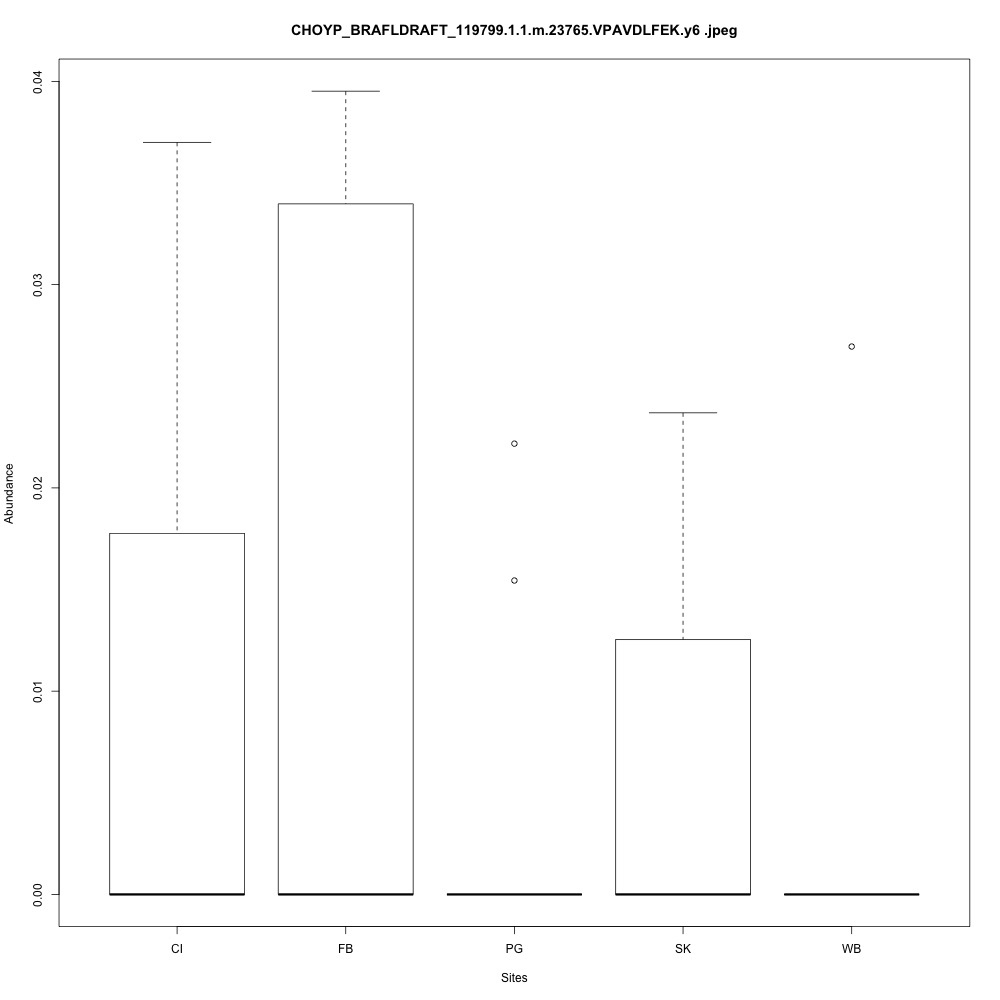 CHOYP_BRAFLDRAFT_119799.1.1.m.23765.VPAVDLFEK.y6 .jpeg
0.04
0.03
0.02
0.01
0.00
Abundance
CI FB PG SK WB
Sites